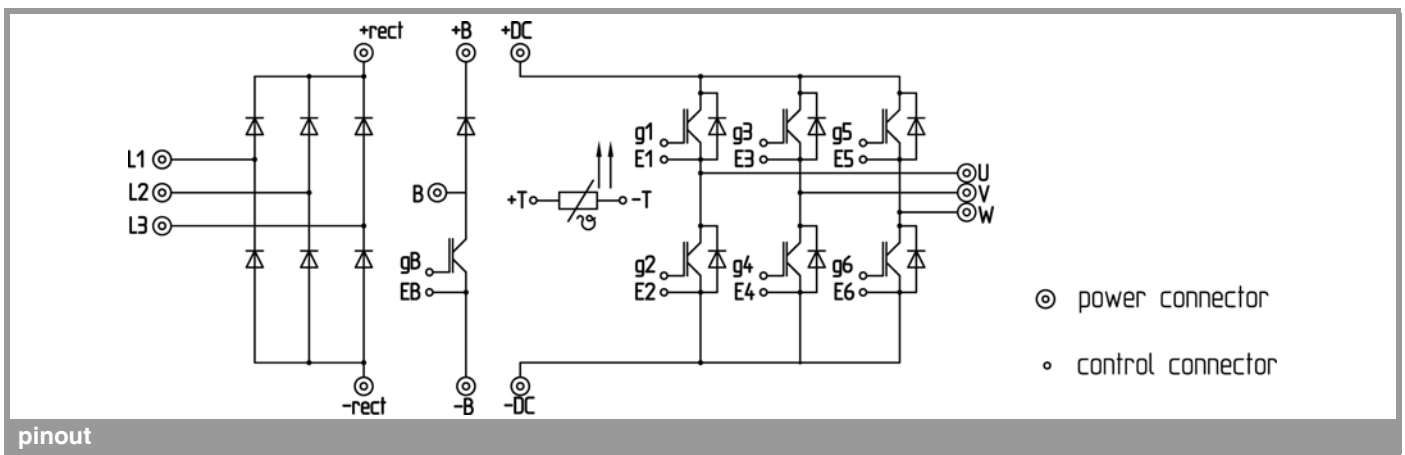 +rect +B +DC
g1 g3 g5
L1 E1 E3 E5
U
L2 B +T -T V
ϑ W
L3
gB g2 g4 g6
EB E2 E4 E6
power connector
control connector
-rect -B -DC
pinout